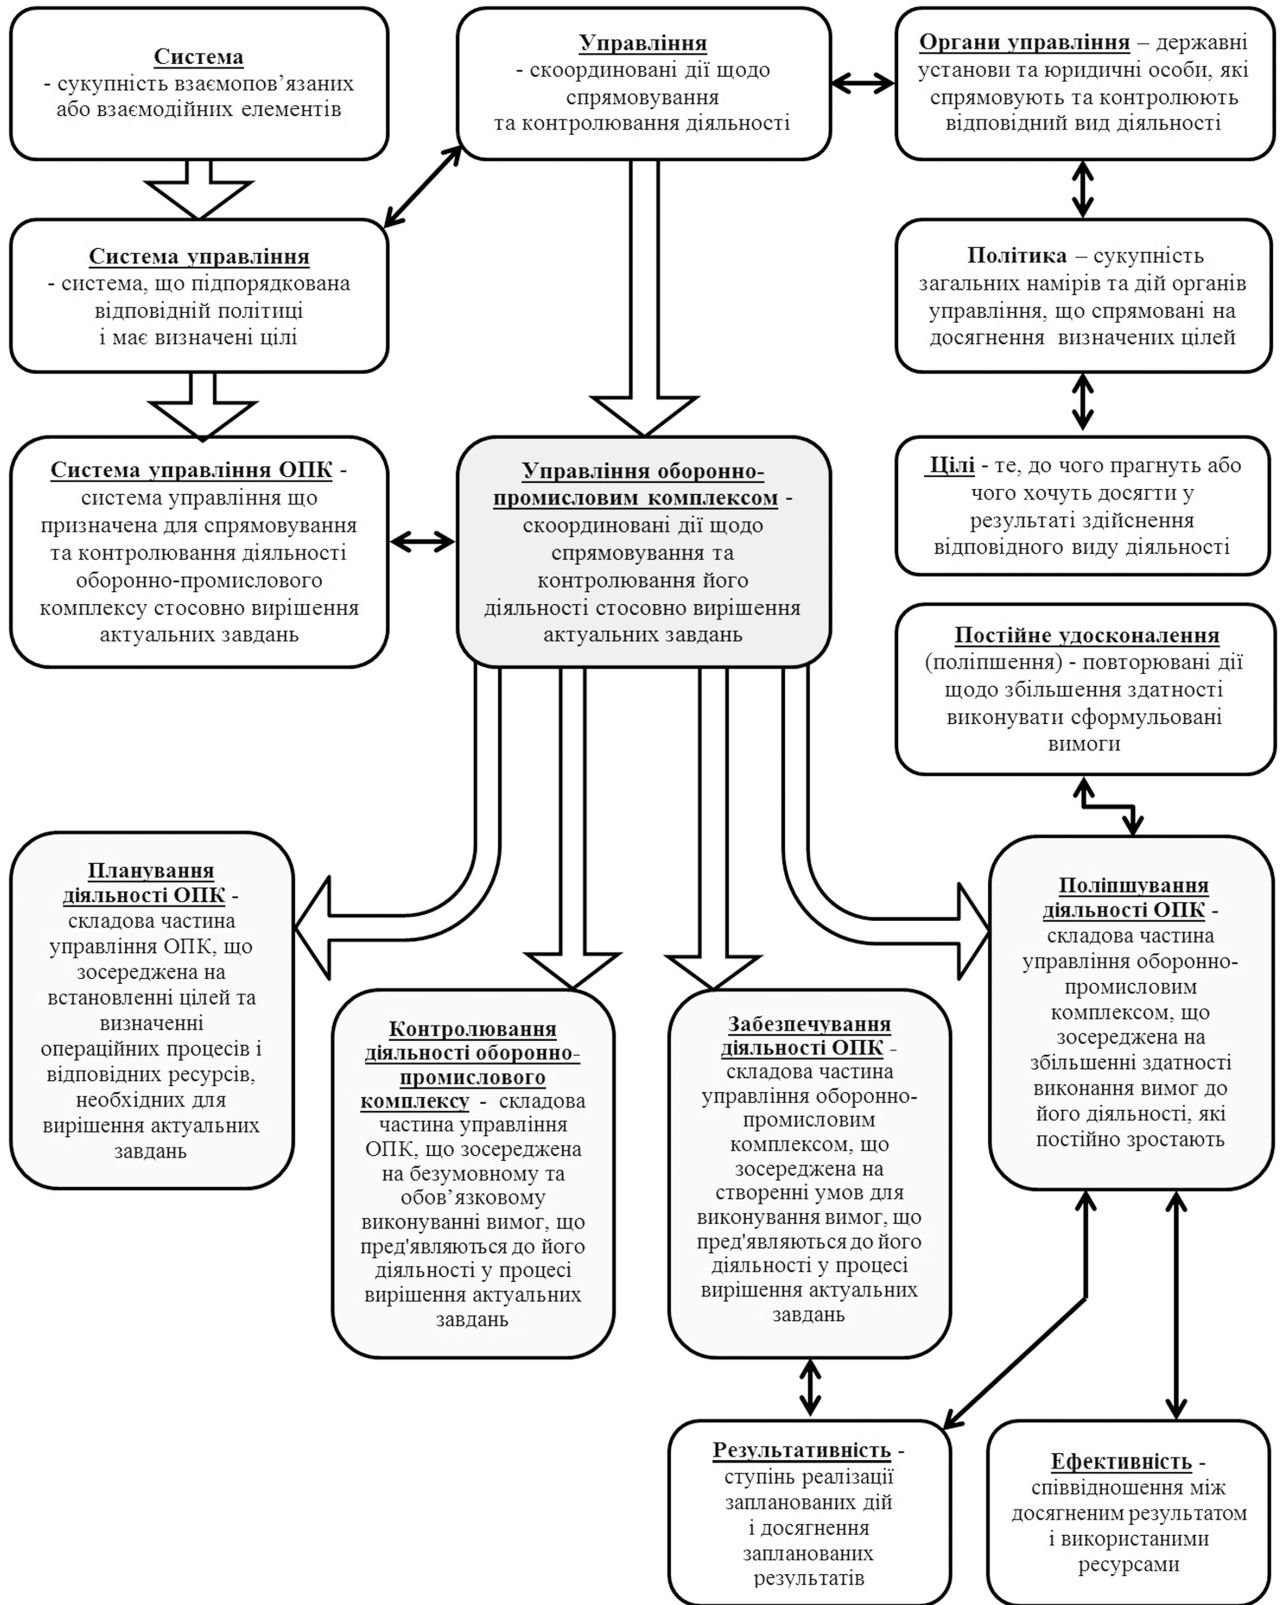 Система
- сукупність взаємопов’язаних
або взаємодійних елементів
Управління
- скоординовані дії щодо
спрямовування
та контролювання діяльності
Органи управління – державні
установи та юридичні особи, які
спрямовують та контролюють
відповідний вид діяльності
Система управління
- система, що підпорядкована
відповідній політиці
і має визначені цілі
Політика – сукупність
загальних намірів та дій органів
управління, що спрямовані на
досягнення визначених цілей
Система управління ОПК -
система управління що
призначена для спрямовування
та контролювання діяльності
оборонно-промислового
комплексу стосовно вирішення
актуальних завдань
Управління оборонно-
промисловим комплексом -
скоординовані дії щодо
спрямовування та
контролювання його
діяльності стосовно вирішення
актуальних завдань
Цілі - те, до чого прагнуть або
чого хочуть досягти у
результаті здійснення
відповідного виду діяльності
Постійне удосконалення
(поліпшення) - повторювані дії
щодо збільшення здатності
виконувати сформульовані
вимоги
Планування
діяльності ОПК -
складова частина
управління ОПК, що
зосереджена на
встановленні цілей та
визначенні
операційних процесів і
відповідних ресурсів,
необхідних для
вирішення актуальних
завдань
Контролювання
діяльності оборонно-
промислового
комплексу - складова
частина управління
ОПК, що зосереджена
на безумовному та
обов’язковому
виконуванні вимог, що
пред'являються до його
діяльності у процесі
вирішення актуальних
завдань
Забезпечування
діяльності ОПК -
складова частина
управління оборонно-
промисловим
комплексом, що
зосереджена на
створенні умов для
виконування вимог, що
пред'являються до його
діяльності у процесі
вирішення актуальних
завдань
Поліпшування
діяльності ОПК -
складова частина
управління оборонно-
промисловим
комплексом, що
зосереджена на
збільшенні здатності
виконання вимог до
його діяльності, які
постійно зростають
Результативність -
ступінь реалізації
запланованих дій
і досягнення
запланованих
результатів
Ефективність -
співвідношення між
досягненим результатом
і використаними
ресурсами